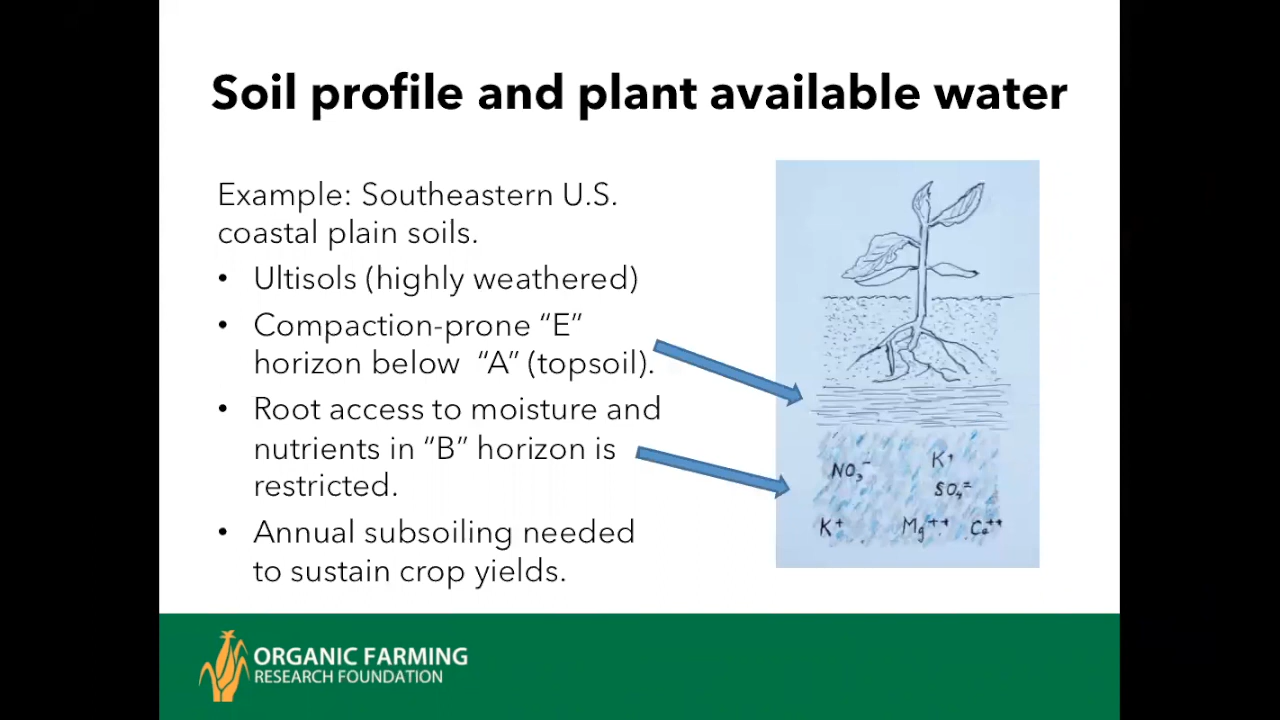 Soil profile and plant available water
Example: Southeastern U.S.
coastal plain soils.
• Ultisols (highly weathered)
• Compaction-prone “E”
horizon below “A” (topsoil).
• Root access to moisture and
nutrients in “B” horizon is
restricted.
• Annual subsoiling needed
to sustain crop yields.
NO₃⁻ K⁺
SO₄⁼
K⁺ Mg⁺⁺ Ca⁺⁺
ORGANIC FARMING
RESEARCH FOUNDATION